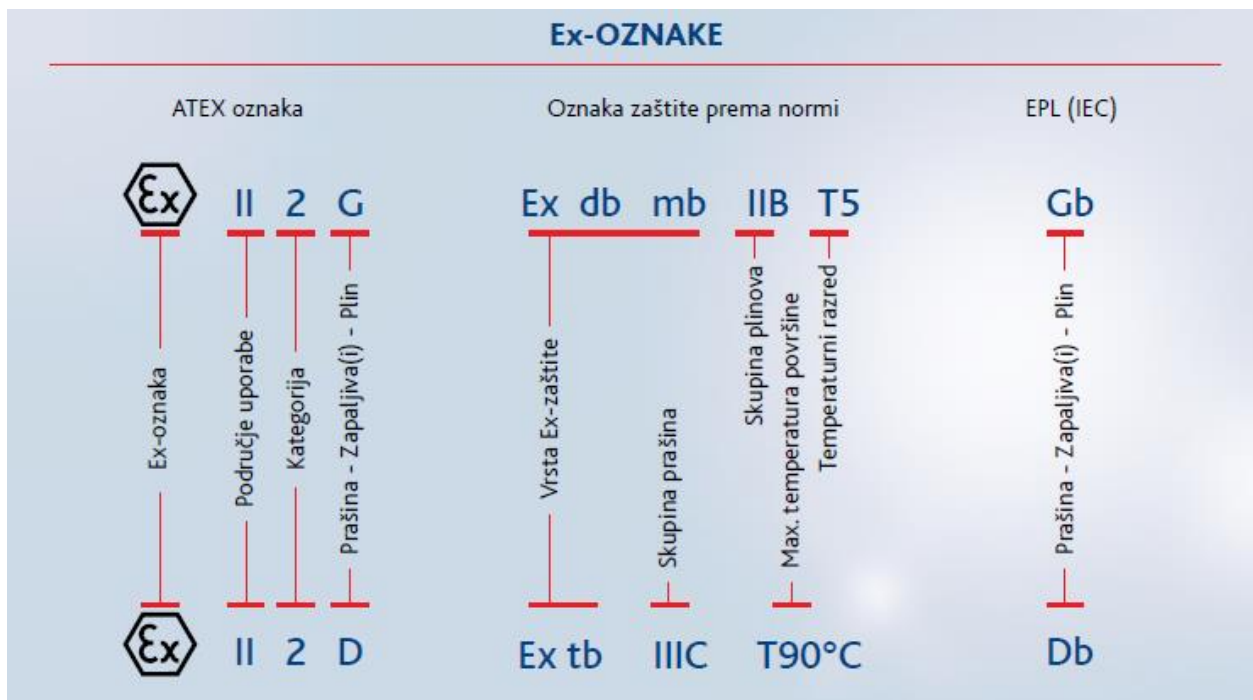 Ex-OZNAKE
ATEX oznaka
Oznaka zaštite prema normi
EPL (IEC)
Ex II 2 G
Ex db mb IIB T5
Gb
Ex-oznaka
Područje uporabe
Kategorija
Prašina - Zapaljiva(i) - Plin
Vrsta Ex-zaštite
Skupina prašina
Skupina plinova
Max. temperatura površine
Temperaturni razred
Prašina - Zapaljiva(i) - Plin
Ex II 2 D
Ex tb IIIC T90°C
Db